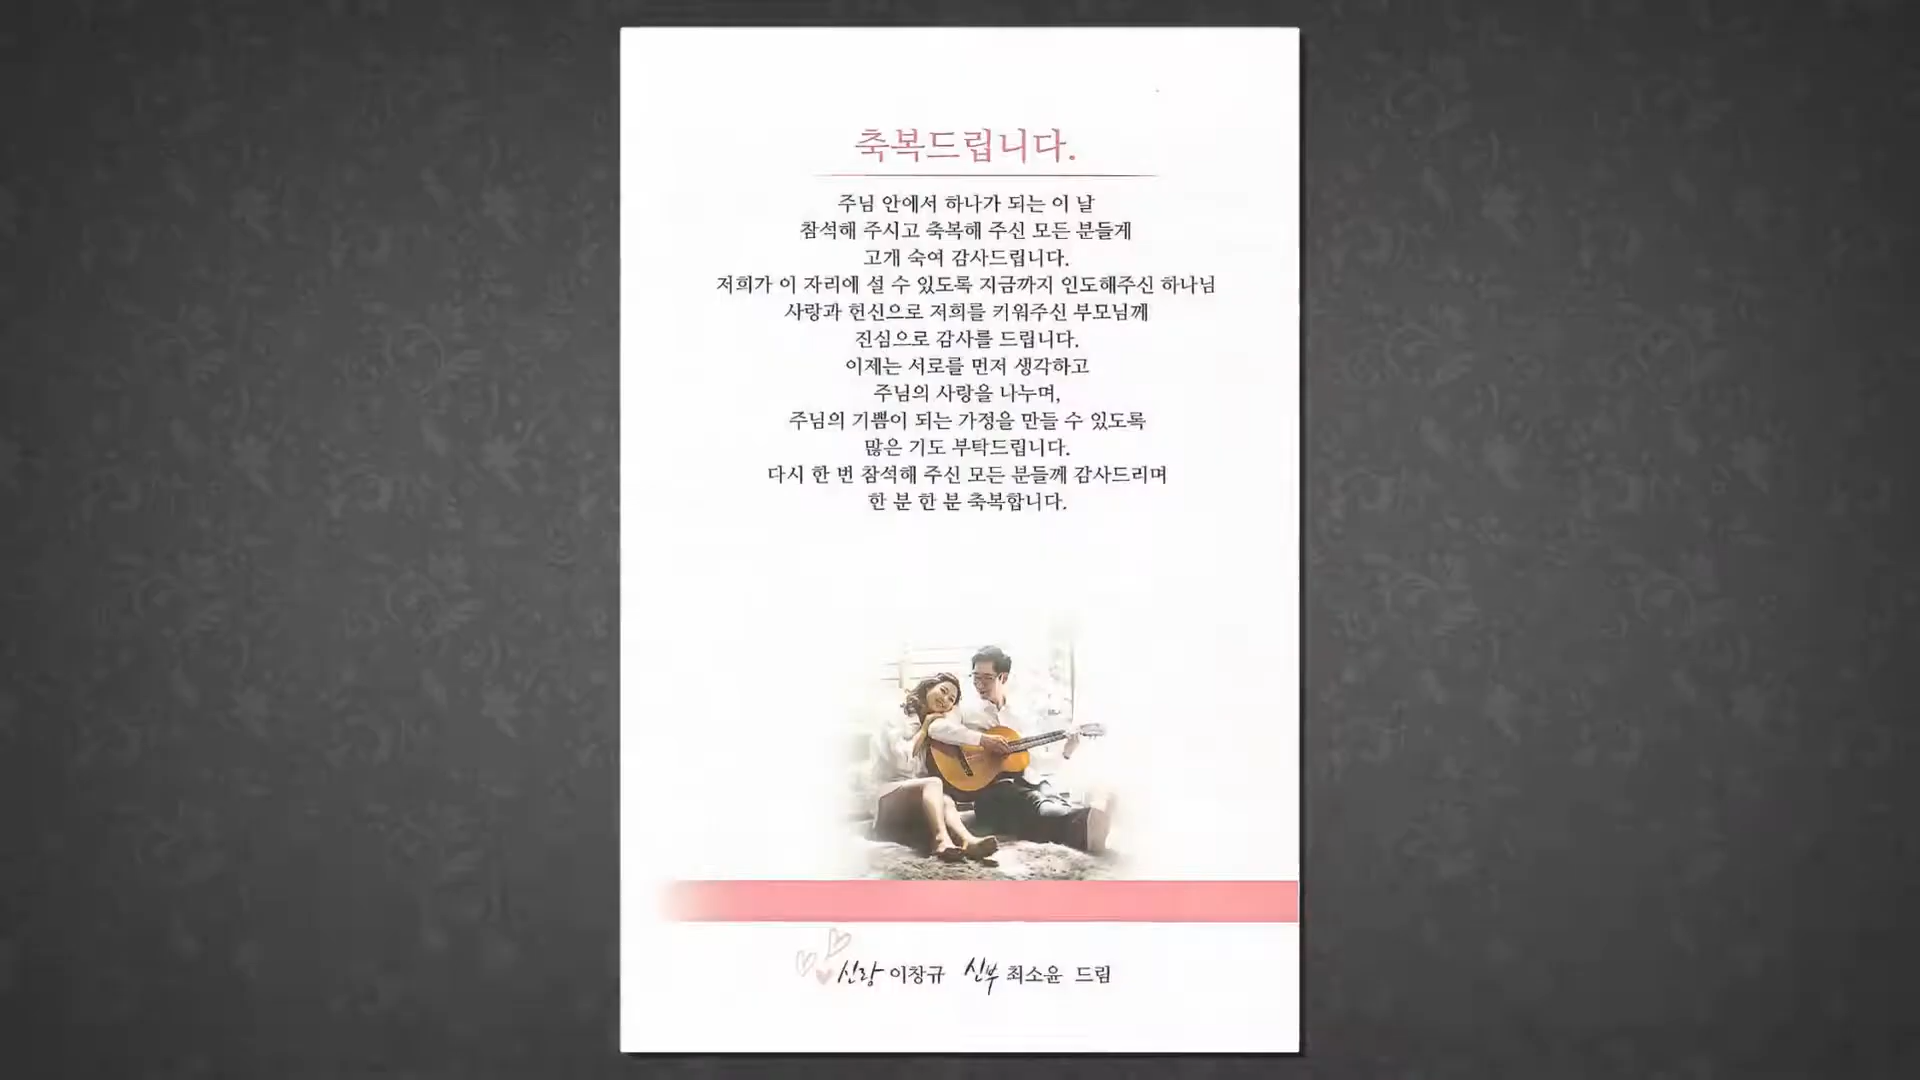 축복드립니다.
주님 안에서 하나가 되는 이 날
참석해 주시고 축복해 주신 모든 분들게
고개 숙여 감사드립니다.
저희가 이 자리에 설 수 있도록 지금까지 인도해주신 하나님
사랑과 헌신으로 저희를 키워주신 부모님께
진심으로 감사를 드립니다.
이제는 서로를 먼저 생각하고
주님의 사랑을 나누며,
주님의 기쁨이 되는 가정을 만들 수 있도록
많은 기도 부탁드립니다.
다시 한 번 참석해 주신 모든 분들께 감사드리며
한 분 한 분 축복합니다.
신랑 이창규 신부 최소윤 드림